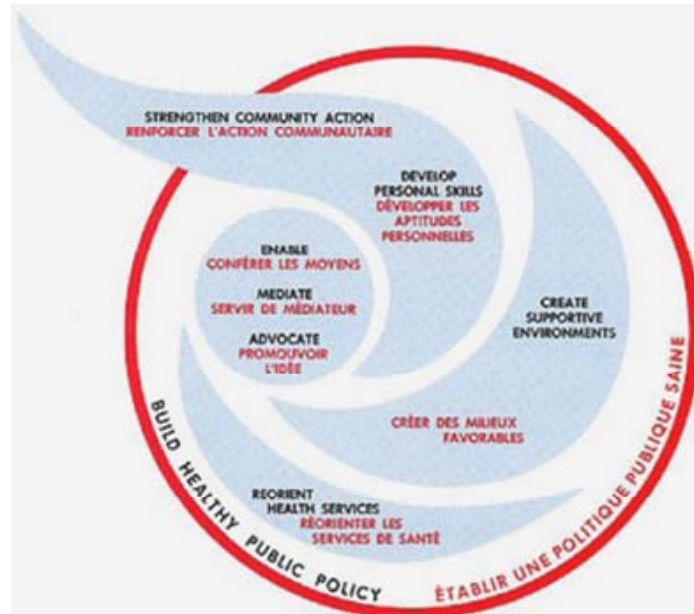 STRENGTHEN COMMUNITY ACTION
RENFORCER L'ACTION COMMUNAUTAIRE
DEVELOP
PERSONAL SKILLS
DÉVELOPPER LES
APTITUDES
PERSONNELLES
ENABLE
CONFÉRER LES MOYENS
MEDIATE
SERVIR DE MÉDIATEUR
ADVOCATE
PROMOUVOIR
L'IDÉE
CREATE
SUPPORTIVE
ENVIRONMENTS
CRÉER DES MILIEUX
FAVORABLES
REORIENT
HEALTH SERVICES
RÉORIENTER LES
SERVICES DE SANTÉ
BUILD HEALTHY PUBLIC POLICY
ÉTABLIR UNE POLITIQUE PUBLIQUE SAINE